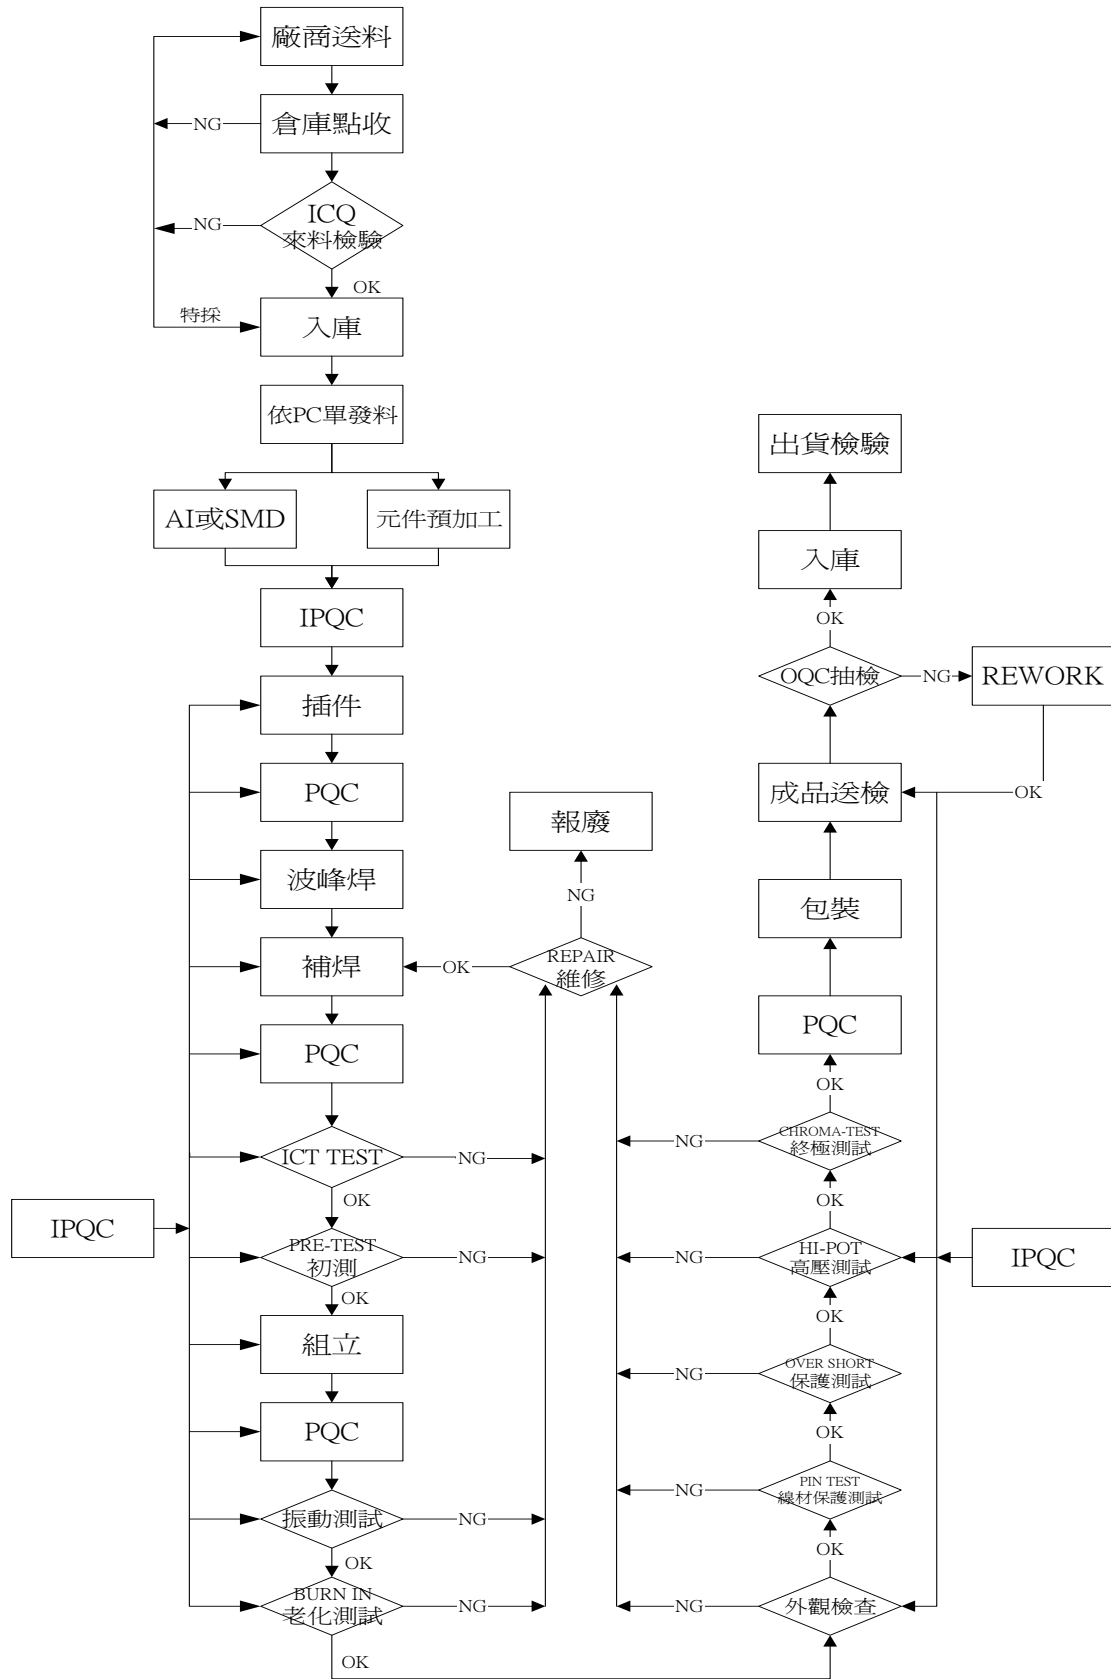 廠商送料
NG
倉庫點收
ICQ
來料檢驗
NG
OK
特採
入庫
依PC單發料
AI或SMD
元件預加工
IPQC
插件
PQC
波峰焊
補焊
PQC
ICT TEST
NG
OK
IPQC
PRE-TEST
初測
NG
OK
組立
PQC
振動測試
NG
OK
BURN IN
老化測試
NG
OK
報廢
NG
REPAIR
維修
OK
出貨檢驗
入庫
OK
OQC抽檢
NG
REWORK
OK
成品送檢
包裝
PQC
OK
CHROMA-TEST
終極測試
NG
OK
HI-POT
高壓測試
NG
IPQC
OK
OVER SHORT
保護測試
NG
OK
PIN TEST
線材保護測試
NG
OK
外觀檢查
NG